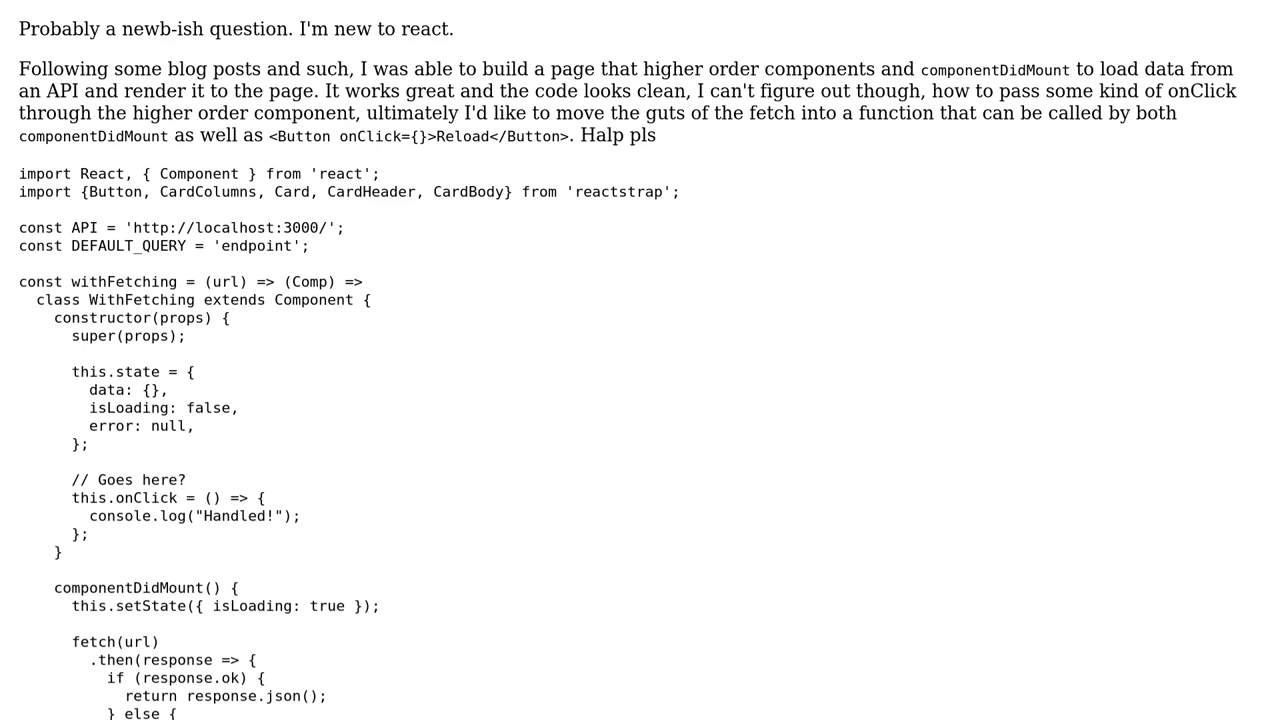 Probably a newb-ish question. I'm new to react.
Following some blog posts and such, I was able to build a page that higher order components and componentDidMount to load data from
an API and render it to the page. It works great and the code looks clean, I can't figure out though, how to pass some kind of onClick
through the higher order component, ultimately I'd like to move the guts of the fetch into a function that can be called by both
componentDidMount as well as <Button onClick={}>Reload</Button>. Halp pls
import React, { Component } from 'react';
import {Button, CardColumns, Card, CardHeader, CardBody} from 'reactstrap';
const API = 'http://localhost:3000/';
const DEFAULT_QUERY = 'endpoint';
const withFetching = (url) => (Comp) =>
  class WithFetching extends Component {
    constructor(props) {
      super(props);
      this.state = {
        data: {},
        isLoading: false,
        error: null,
      };
      // Goes here?
      this.onClick = () => {
        console.log("Handled!");
      };
    }
    componentDidMount() {
      this.setState({ isLoading: true });
      fetch(url)
        .then(response => {
          if (response.ok) {
            return response.json();
          } else {